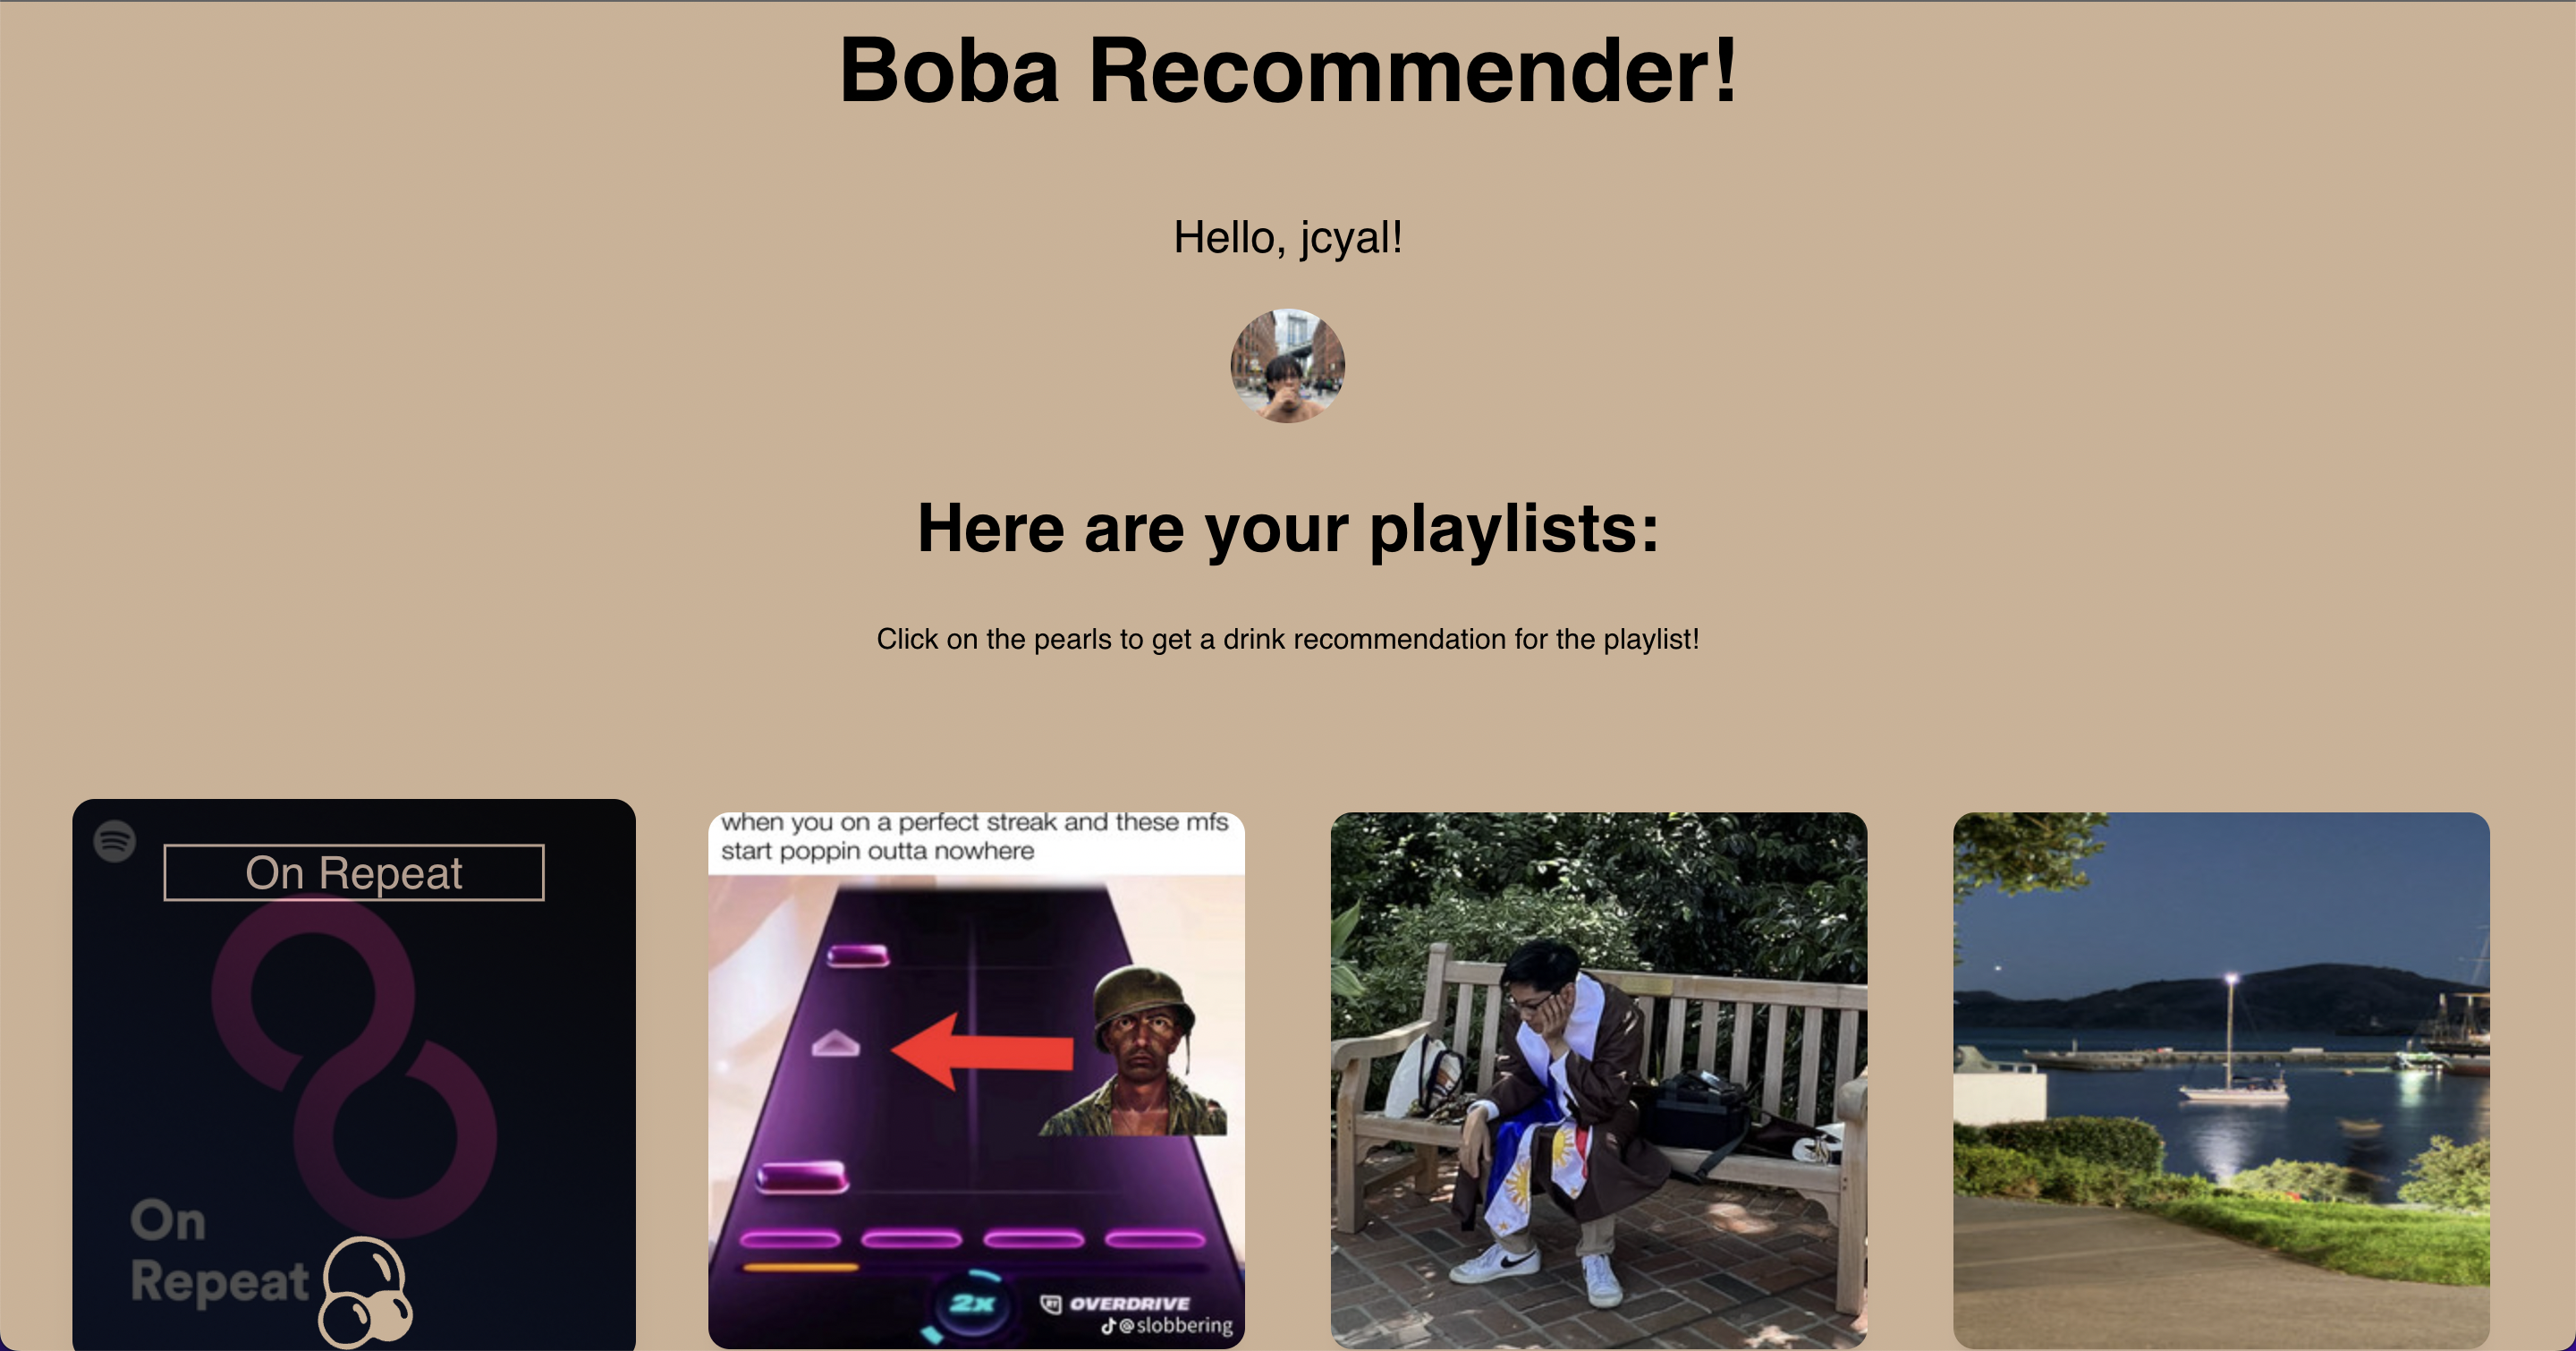 Boba Recommender!
Hello, jcyal!
Here are your playlists:
Click on the pearls to get a drink recommendation for the playlist!
On Repeat
On
Repeat
when you on a perfect streak and these mfs
start poppin outta nowhere
2x
RT OVERDRIVE
@slobbering